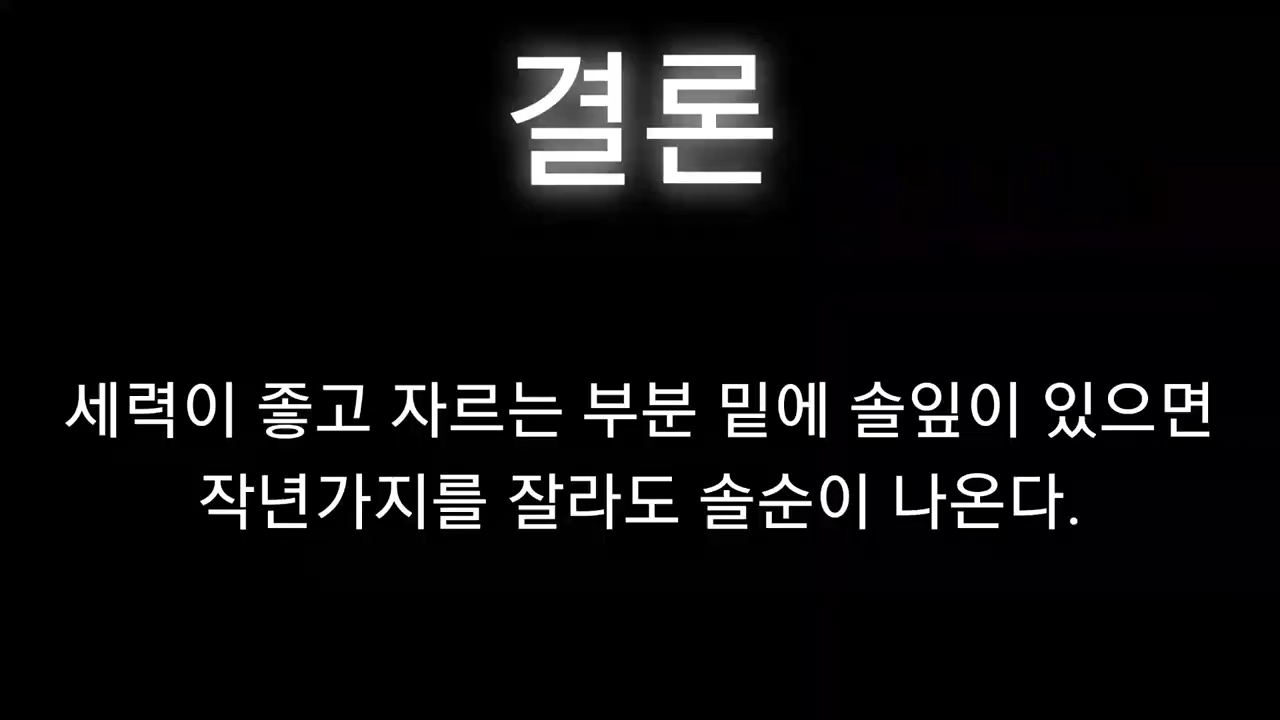 결론
세력이 좋고 자르는 부분 밑에 솔잎이 있으면
작년가지를 잘라도 솔순이 나온다.